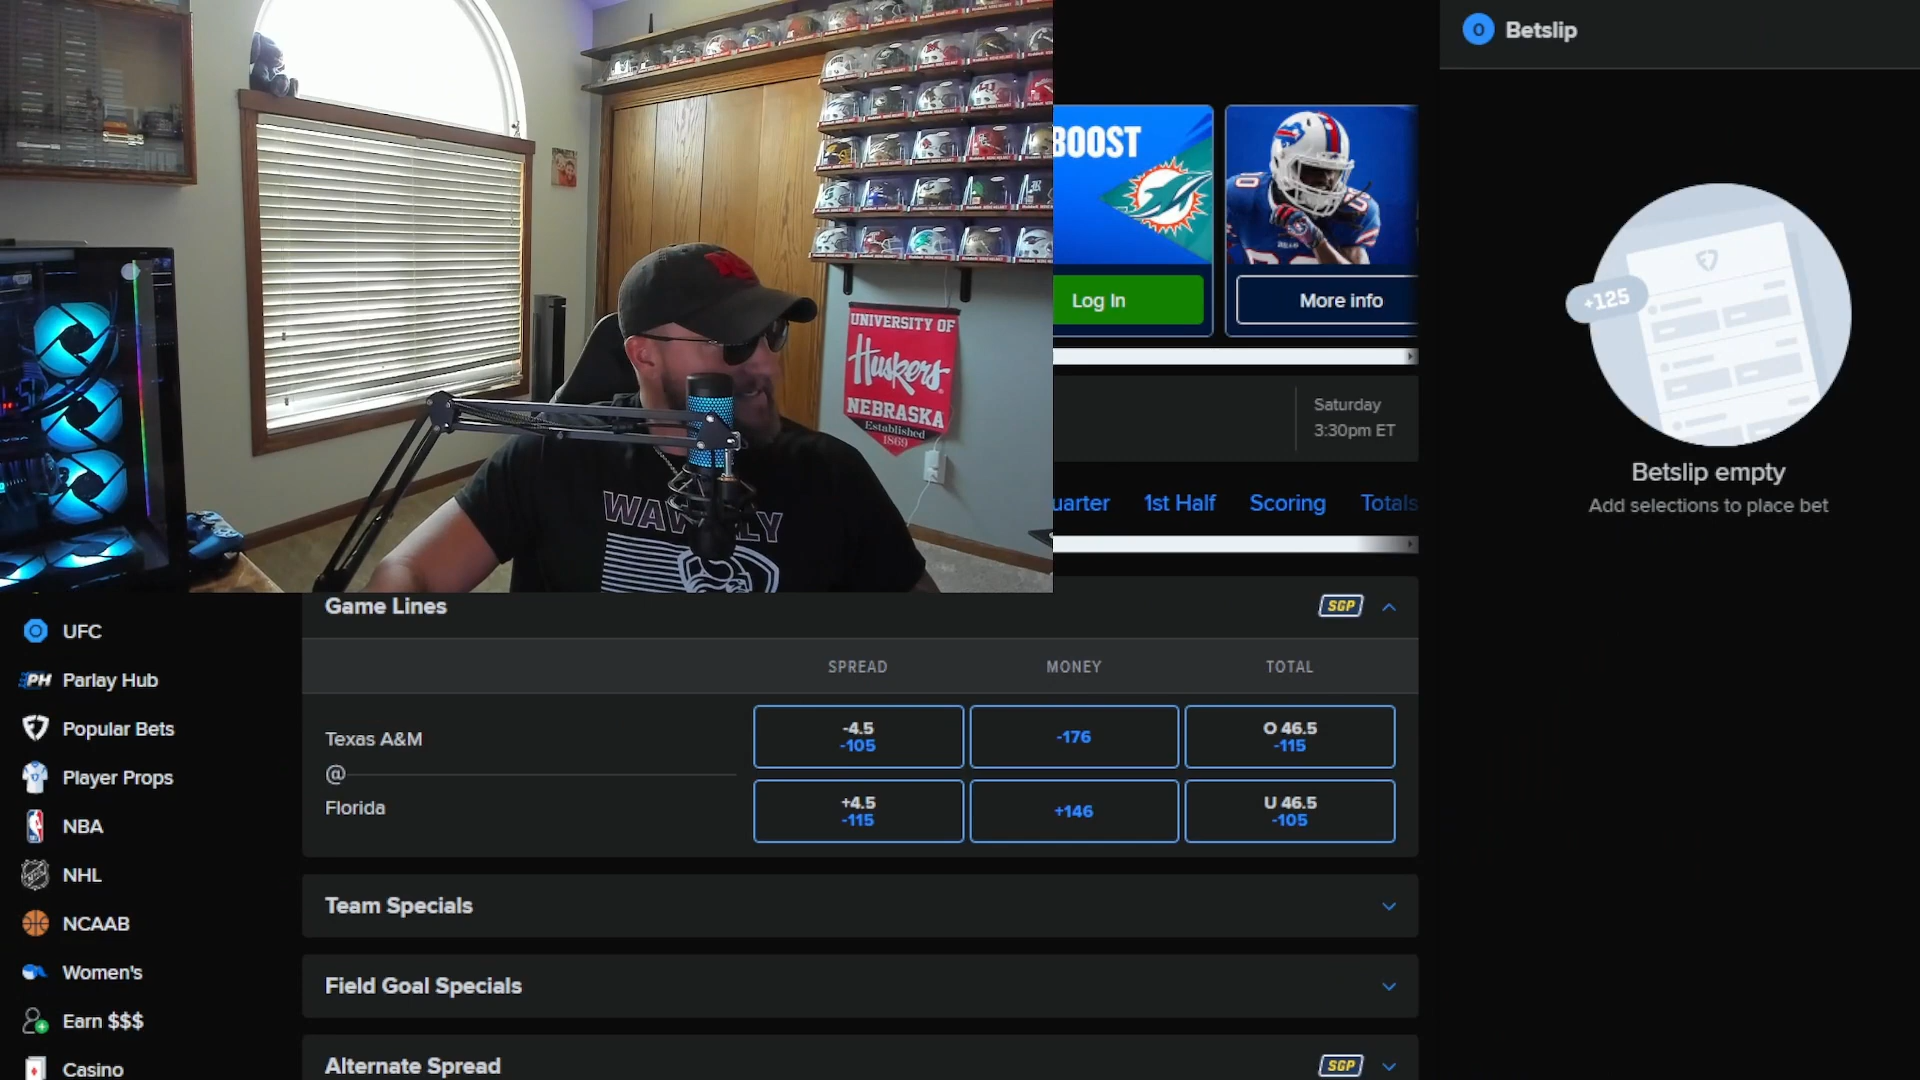 Betslip
BOOST
Log In
More info
+125
UNIVERSITY OF
Huskers
NEBRASKA
Established
1869
Saturday
3:30pm ET
1st Half
Scoring
Totals
Betslip empty
Add selections to place bet
Game Lines
SGP
SPREAD
MONEY
TOTAL
Texas A&M
-4.5
-105
-176
O 46.5
-115
@
Florida
+4.5
-115
+146
U 46.5
-105
Team Specials
Field Goal Specials
Alternate Spread
SGP
UFC
PH
Parlay Hub
Popular Bets
Player Props
NBA
NHL
NCAAB
Women's
Earn $$$
Casino